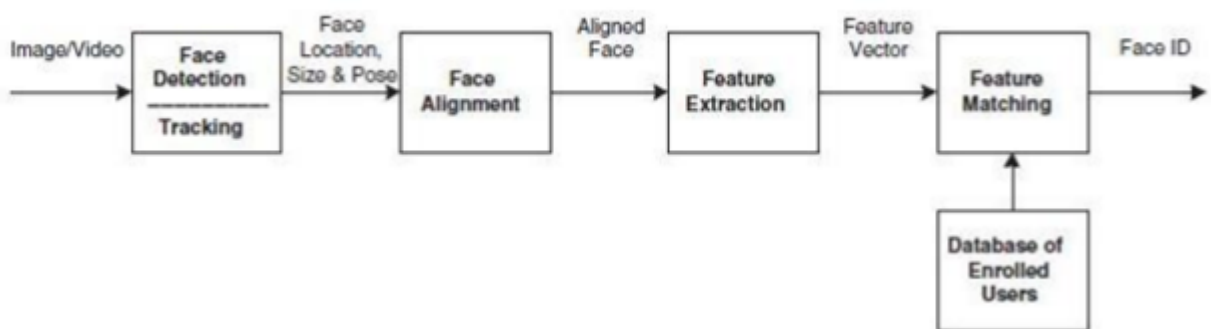 Image/Video
Face
Detection
Tracking
Face
Location,
Size & Pose
Face
Alignment
Aligned
Face
Feature
Extraction
Feature
Vector
Feature
Matching
Face ID
Database of
Enrolled
Users